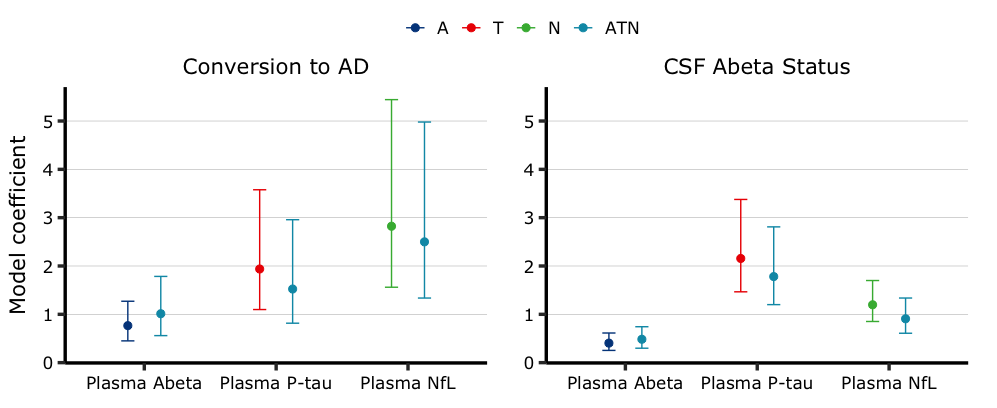 A T N ATN
Conversion to AD
CSF Abeta Status
Model coefficient
5
4
3
2
1
0
Plasma Abeta Plasma P-tau Plasma NfL
5
4
3
2
1
0
Plasma Abeta Plasma P-tau Plasma NfL